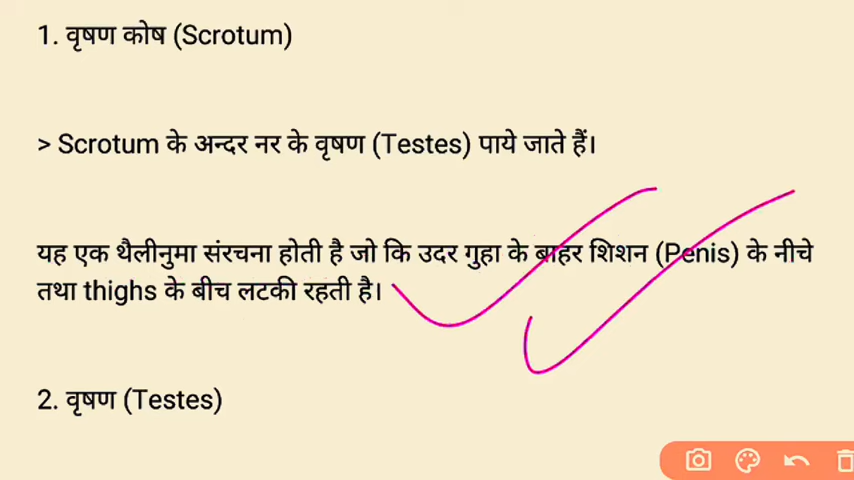 1. वृषण कोष (Scrotum)
> Scrotum के अन्दर नर के वृषण (Testes) पाये जाते हैं।
यह एक थैलीनुमा संरचना होती है जो कि उदर गुहा के बाहर शिशन (Penis) के नीचे
तथा thighs के बीच लटकी रहती है।
2. वृषण (Testes)